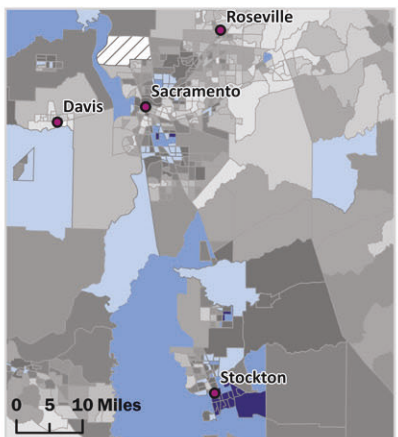 Roseville
Sacramento
Davis
Stockton
0 5 10 Miles